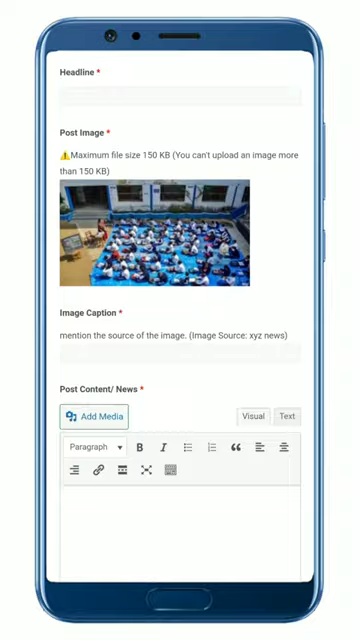 Headline *
Post Image *
⚠Maximum file size 150 KB (You can't upload an image more
than 150 KB)
Image Caption *
mention the source of the image. (Image Source: xyz news)
Post Content/ News *
Add Media
Visual Text
Paragraph B I